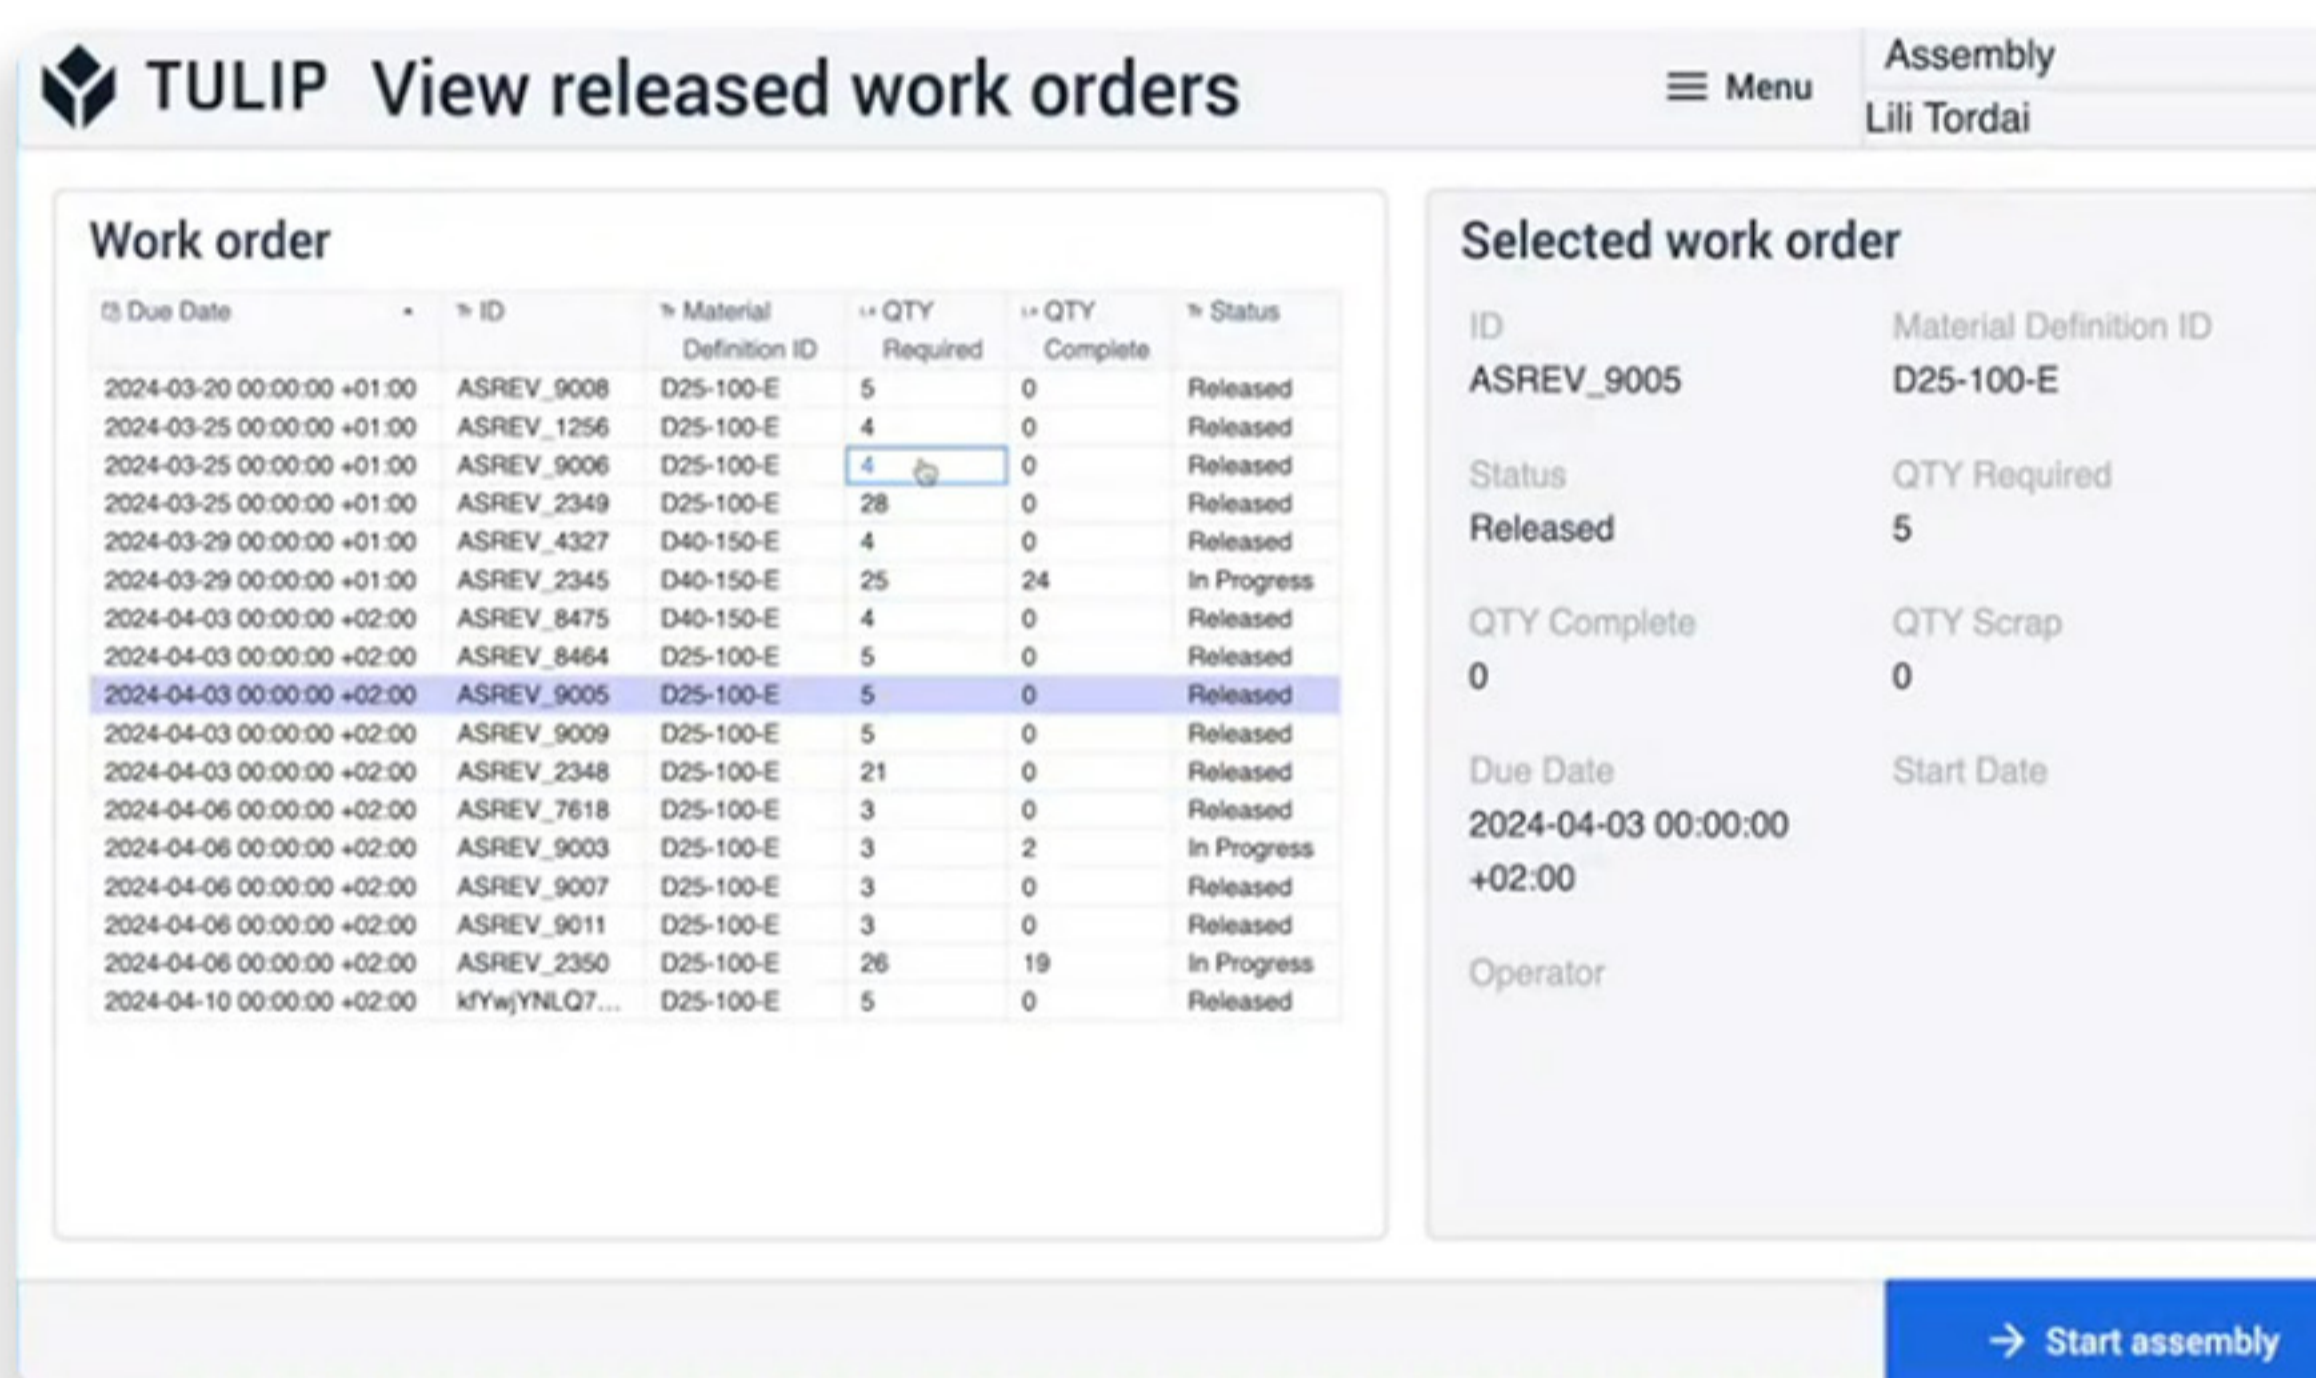 TULIP View released work orders
Menu
Assembly
Lili Tordai
Work order
Due Date ID Material Definition ID QTY Required QTY Complete Status
2024-03-20 00:00:00 +01:00 ASREV_9008 D25-100-E 5 0 Released
2024-03-25 00:00:00 +01:00 ASREV_1256 D25-100-E 4 0 Released
2024-03-25 00:00:00 +01:00 ASREV_9006 D25-100-E 4 0 Released
2024-03-25 00:00:00 +01:00 ASREV_2349 D25-100-E 28 0 Released
2024-03-29 00:00:00 +01:00 ASREV_4327 D40-150-E 4 0 Released
2024-03-29 00:00:00 +01:00 ASREV_2345 D40-150-E 25 24 In Progress
2024-04-03 00:00:00 +02:00 ASREV_8475 D40-150-E 4 0 Released
2024-04-03 00:00:00 +02:00 ASREV_8464 D25-100-E 5 0 Released
2024-04-03 00:00:00 +02:00 ASREV_9005 D25-100-E 5 0 Released
2024-04-03 00:00:00 +02:00 ASREV_9009 D25-100-E 5 0 Released
2024-04-03 00:00:00 +02:00 ASREV_2348 D25-100-E 21 0 Released
2024-04-06 00:00:00 +02:00 ASREV_7618 D25-100-E 3 0 Released
2024-04-06 00:00:00 +02:00 ASREV_9003 D25-100-E 3 2 In Progress
2024-04-06 00:00:00 +02:00 ASREV_9007 D25-100-E 3 0 Released
2024-04-06 00:00:00 +02:00 ASREV_9011 D25-100-E 3 0 Released
2024-04-06 00:00:00 +02:00 ASREV_2350 D25-100-E 26 19 In Progress
2024-04-10 00:00:00 +02:00 kfYwjYNLQ7... D25-100-E 5 0 Released
Selected work order
ID Material Definition ID
ASREV_9005 D25-100-E
Status QTY Required
Released 5
QTY Complete QTY Scrap
0 0
Due Date Start Date
2024-04-03 00:00:00
+02:00
Operator
Start assembly